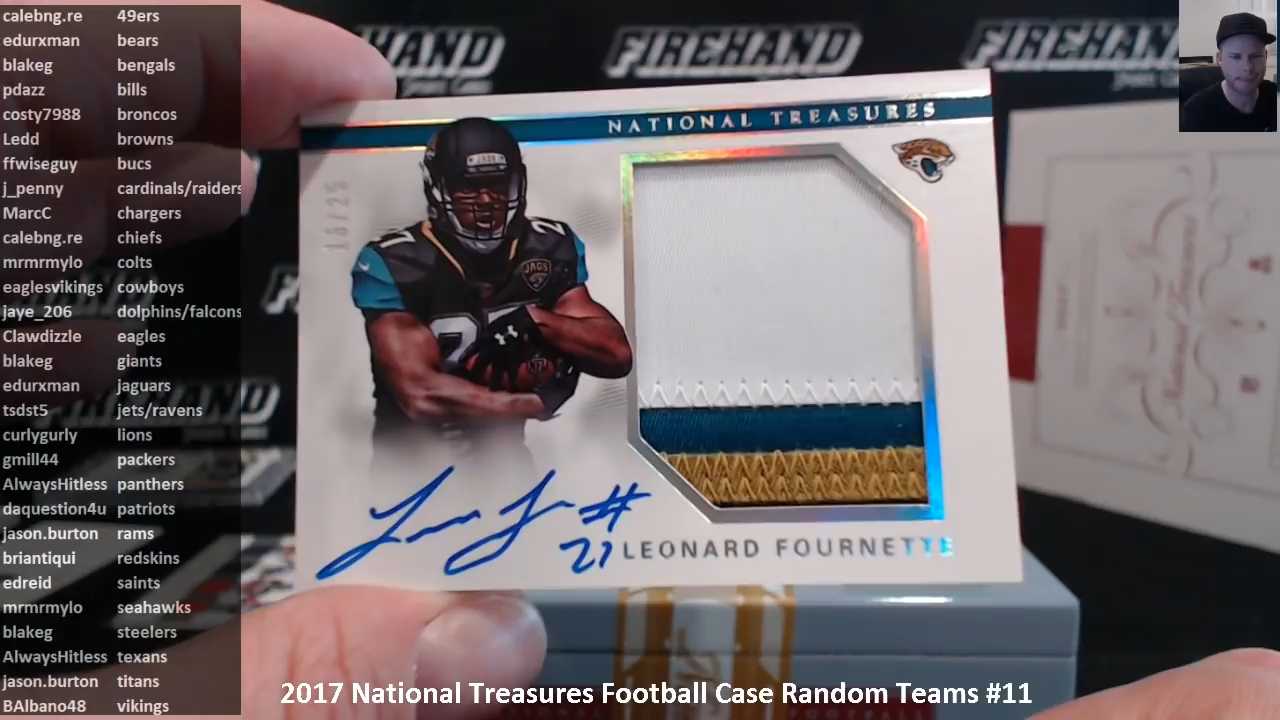 calebng.re 49ers
edurxman bears
blakeg bengals
pdazz bills
costy7988 broncos
Ledd browns
ffwiseguy bucs
j_penny cardinals/raiders
MarcC chargers
calebng.re chiefs
mrmrmylo colts
eaglesvikings cowboys
jaye_206 dolphins/falcons
Clawdizzle eagles
blakeg giants
edurxman jaguars
tsdst5 jets/ravens
curlygurly lions
gmill44 packers
AlwaysHitless panthers
daquestion4u patriots
jason.burton rams
briantiqui redskins
edreid saints
mrmrmylo seahawks
blakeg steelers
AlwaysHitless texans
jason.burton titans
BAlbano48 vikings
FIREHAND
FIREHAND
FIREHAND
NATIONAL TREASURES
JAGS
27
#
27
LEONARD FOURNETTE
2017 National Treasures Football Case Random Teams #11